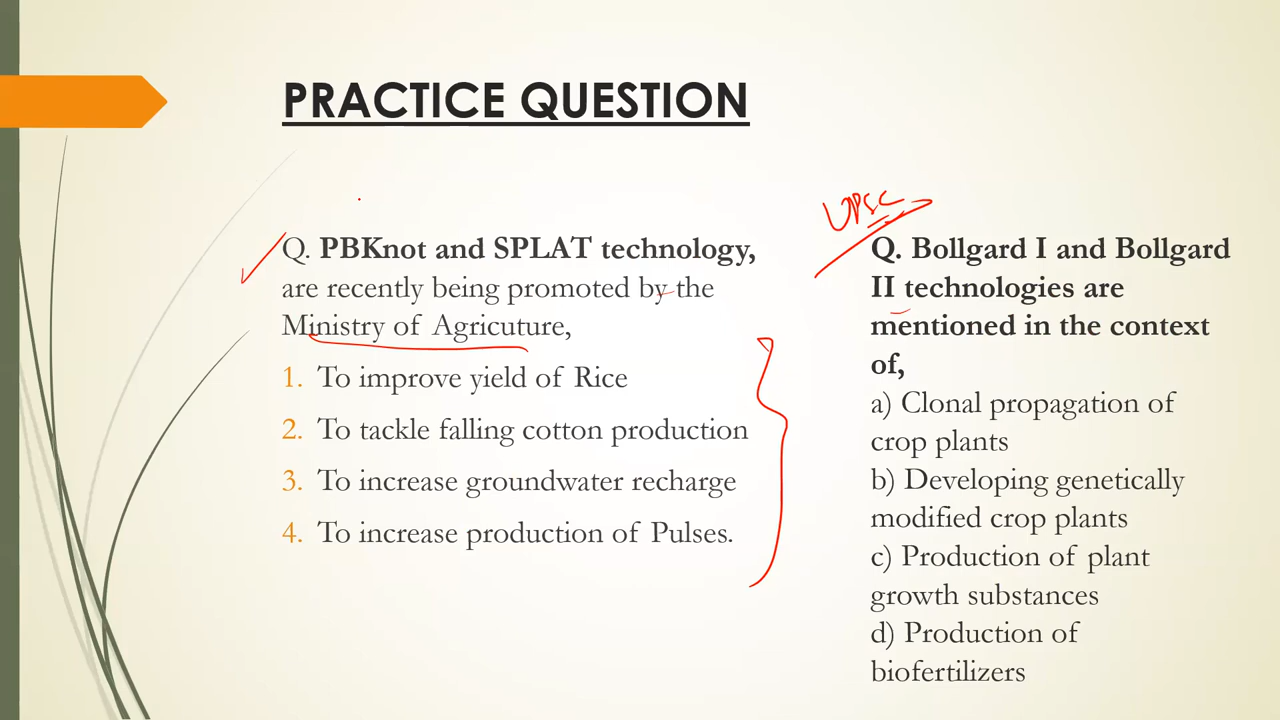 PRACTICE QUESTION
Q. PBKnot and SPLAT technology,
are recently being promoted by the
Ministry of Agricuture,
1. To improve yield of Rice
2. To tackle falling cotton production
3. To increase groundwater recharge
4. To increase production of Pulses.
UPSC
Q. Bollgard I and Bollgard
II technologies are
mentioned in the context
of,
a) Clonal propagation of
crop plants
b) Developing genetically
modified crop plants
c) Production of plant
growth substances
d) Production of
biofertilizers